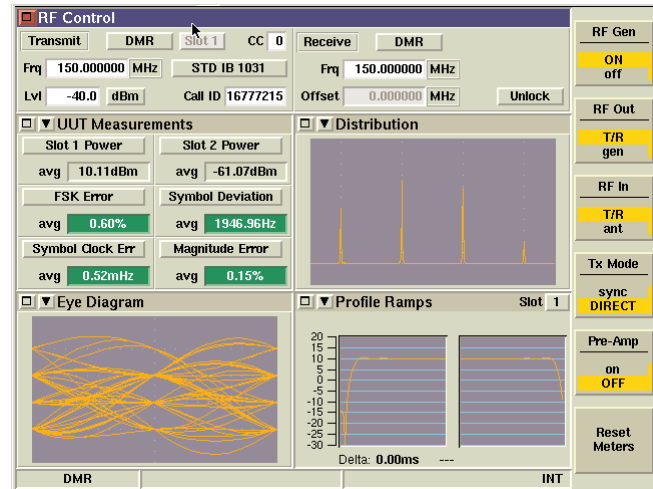 RF Control
Transmit DMR Slot 1 CC 0
Frq 150.000000 MHz STD IB 1031
Lvl -40.0 dBm Call ID 16777215
Receive DMR
Frq 150.000000 MHz
Offset 0.000000 MHz Unlock
UUT Measurements
Slot 1 Power Slot 2 Power
avg 10.11dBm avg -61.07dBm
FSK Error Symbol Deviation
avg 0.60% avg 1946.96Hz
Symbol Clock Err Magnitude Error
avg 0.52mHz avg 0.15%
Distribution
Eye Diagram
Profile Ramps Slot 1
20
15
10
5
0
-5
-10
-15
-20
-25
-30
Delta: 0.00ms ---
DMR INT
RF Gen
ON
off
RF Out
T/R
gen
RF In
T/R
ant
Tx Mode
sync
DIRECT
Pre-Amp
on
OFF
Reset
Meters